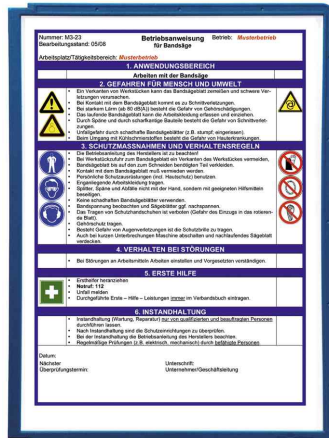 Nummer: M3-23
Bearbeitungsstand: 05/08
Betriebsanweisung
für Bandsäge
Betrieb: Musterbetrieb
Arbeitsplatz/Tätigkeitsbereich: Musterbetrieb
1. ANWENDUNGSBEREICH
Arbeiten mit der Bandsäge
2. GEFAHREN FÜR MENSCH UND UMWELT
• Ein Verkanten von Werkstücken kann das Bandsägeblatt zerreißen und schwere Ver-
letzungen verursachen.
• Bei Kontakt mit dem Bandsägeblatt kommt es zu Schnittverletzungen.
• Bei starkem Lärm (ab 80 dB(A)) besteht die Gefahr von Gehörschädigungen.
• Das laufende Bandsägeblatt kann die Arbeitskleidung erfassen und einziehen.
• Durch Späne und durch scharfkantige Bauteile besteht die Gefahr von Schnittverlet-
zungen.
• Unfallgefahr durch schadhafte Bandsägeblätter (z.B. stumpf, eingerissen).
• Beim Umgang mit Kühlschmierstoffen besteht die Gefahr von Hauterkrankungen.
3. SCHUTZMASSNAHMEN UND VERHALTENSREGELN
• Die Betriebsanleitung des Herstellers ist zu beachten!
• Bei Werkstückzufuhr zum Bandsägeblatt ein Verkanten des Werkstückes vermeiden,
• Bandsägeblatt bis auf den zum Schneiden benötigten Teil verkleiden.
• Kontakt mit dem Bandsägeblatt muß vermieden werden.
• Persönliche Schutzausrüstungen (incl. Hautschutz) benutzen
• Enganliegende Arbeitskleidung tragen.
• Splitter, Späne und Abfälle nicht mit der Hand, sondern mit geeigneten Hilfsmitteln
beseitigen.
• Keine schadhaften Bandsägeblätter verwenden.
• Bandspannung beobachten und Sägeblätter ggf. nachspannen.
• Das Tragen von Schutzhandschuhen ist verboten (Gefahr des Einzugs in das rotieren-
de Blatt).
• Gehörschutz tragen.
• Besteht Gefahr von Augenverletzungen ist die Schutzbrille zu tragen.
• Auch bei kurzen Unterbrechungen Maschine abschalten und nachlaufendes Sägeblatt
verdecken.
4. VERHALTEN BEI STÖRUNGEN
• Bei Störungen an Arbeitsmitteln Arbeiten einstellen und Vorgesetzten verständigen.
5. ERSTE HILFE
• Ersthelfer heranziehen
• Notruf: 112
• Unfall melden
• Durchgeführte Erste – Hilfe – Leistungen immer im Verbandsbuch eintragen.
6. INSTANDHALTUNG
• Instandhaltung (Wartung, Reparatur) nur von qualifizierten und beauftragten Personen
durchführen lassen.
• Nach Instandhaltung sind die Schutzeinrichtungen zu überprüfen.
• Bei der Instandhaltung die Betriebsanleitung des Herstellers beachten.
• Regelmäßige Prüfungen (z.B. elektrisch, mechanisch) durch befähigte Personen
Datum:
Nächster
Überprüfungstermin:
Unterschrift:
Unternehmer/Geschäftsleitung